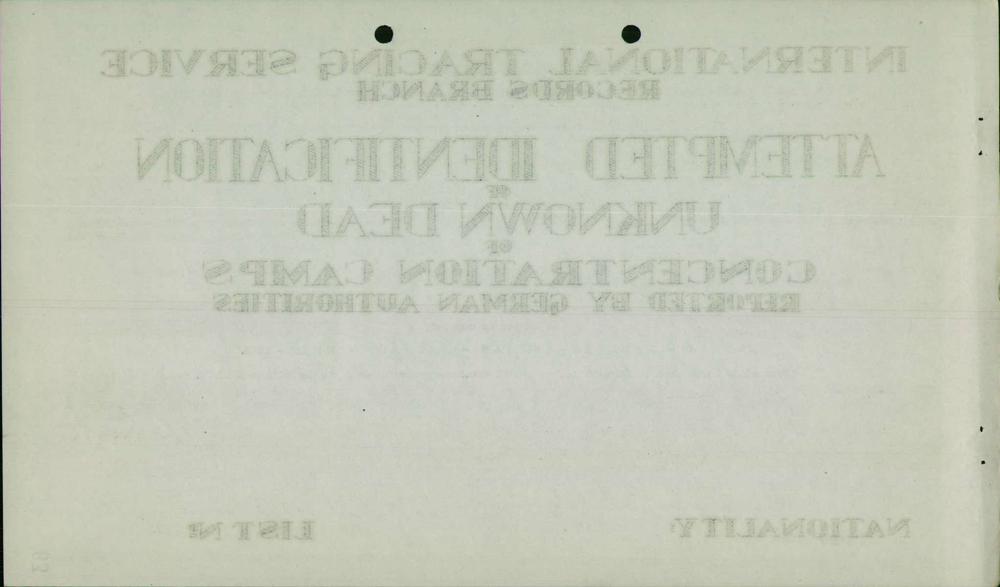 INTERNATIONAL TRACING SERVICE
RECORDS BRANCH
ATTEMPTED IDENTIFICATION
OF
UNKNOWN DEAD
OF
CONCENTRATION CAMPS
REPORTED BY GERMAN AUTHORITIES
NATIONALITY LIST Nº